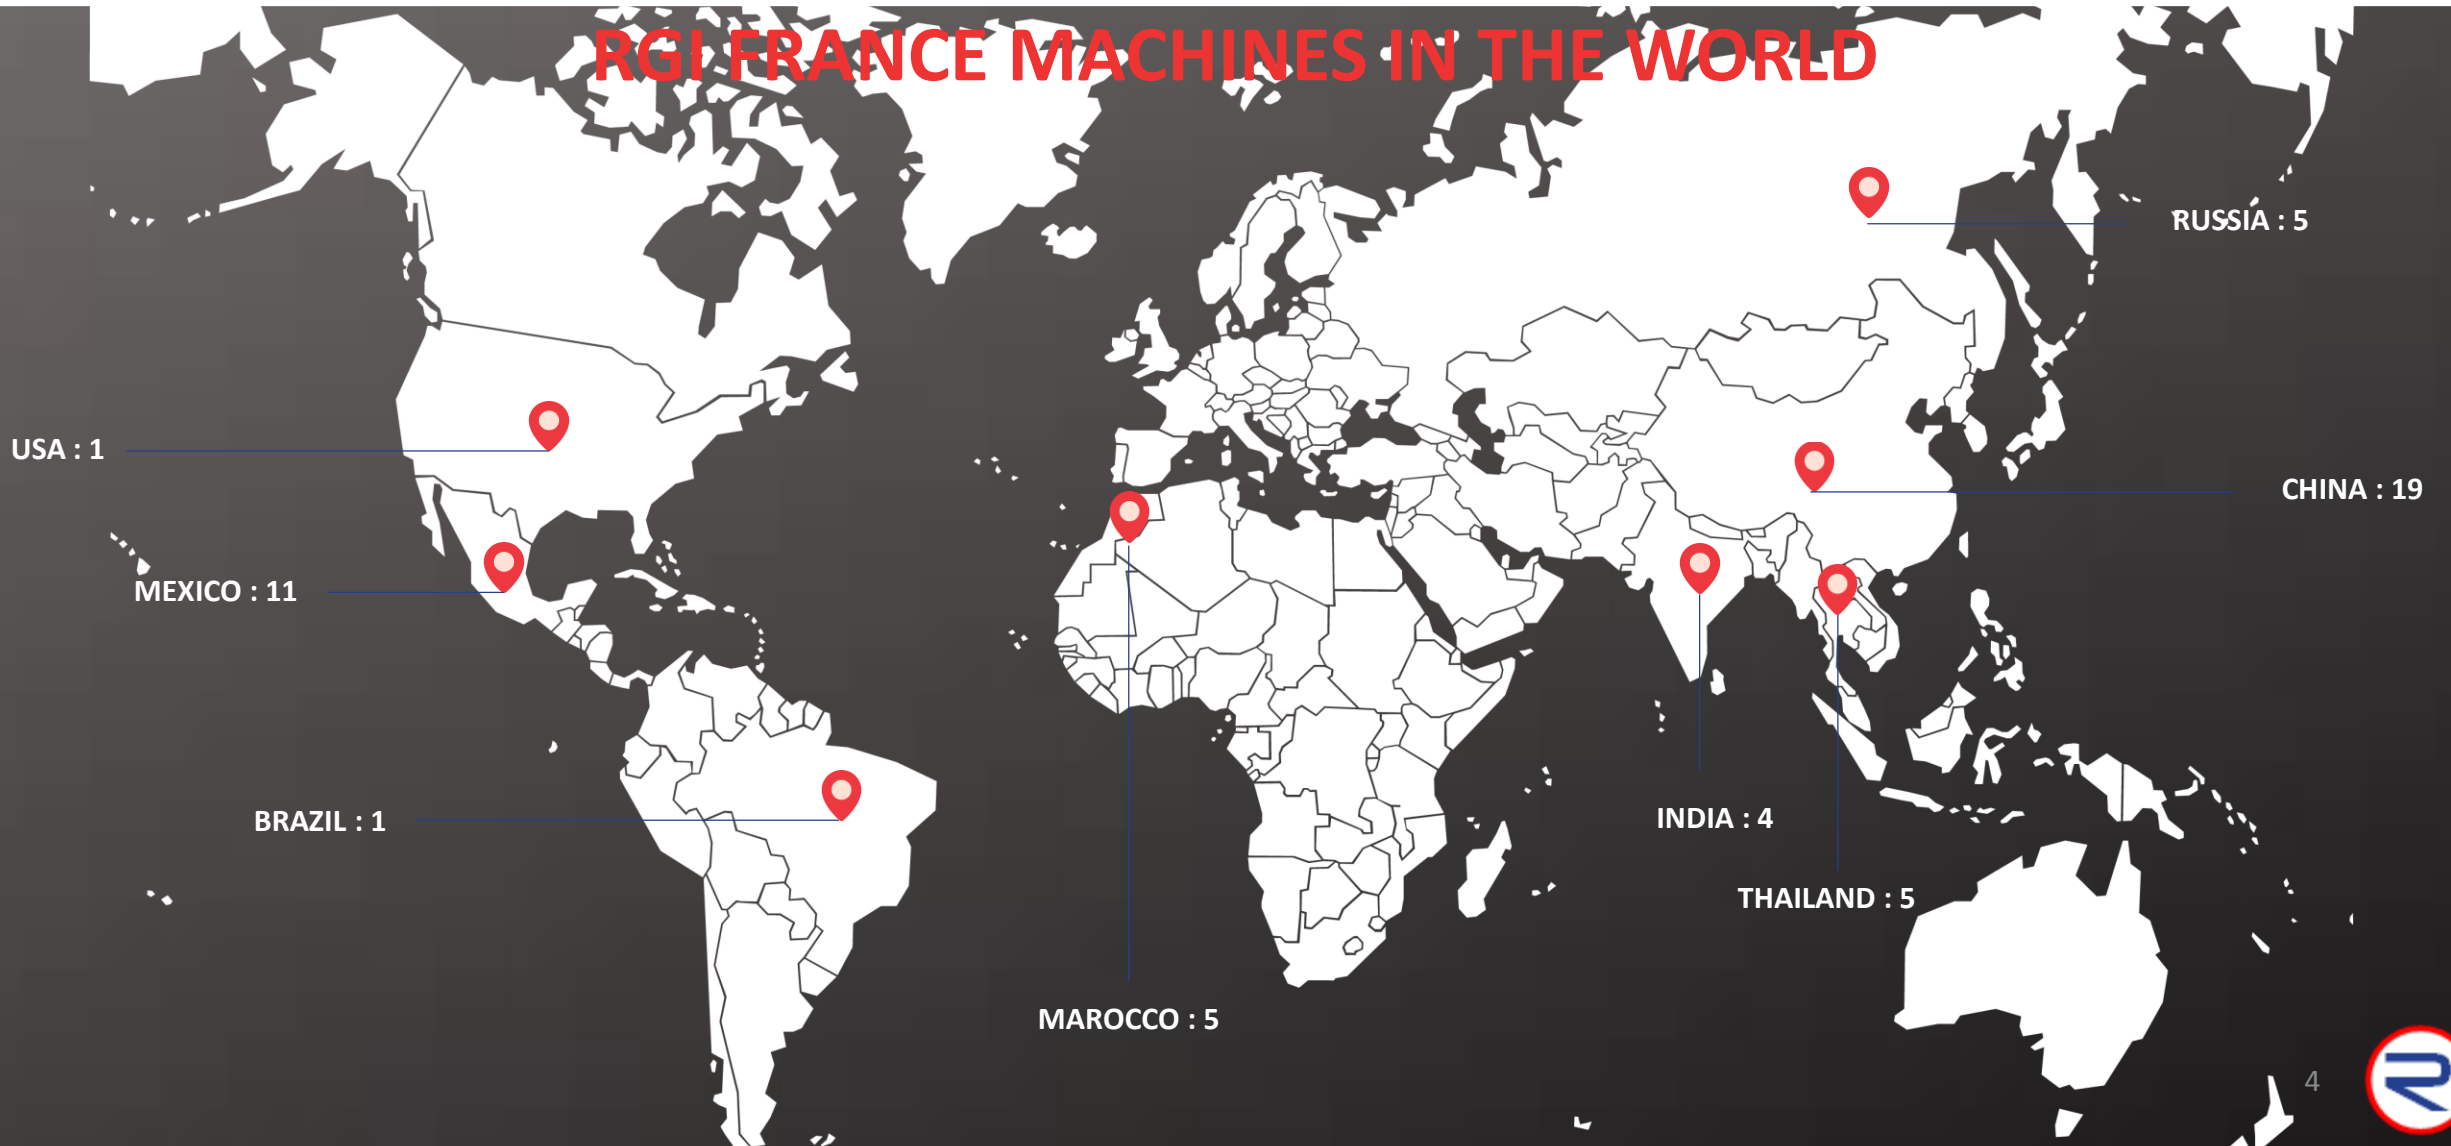 RGI FRANCE MACHINES IN THE WORLD
RUSSIA : 5
USA : 1
CHINA : 19
MEXICO : 11
BRAZIL : 1
INDIA : 4
THAILAND : 5
MAROCCO : 5
4
R